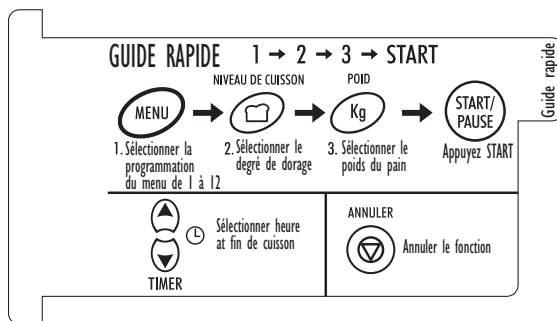 GUIDE RAPIDE 1 → 2 → 3 → START
NIVEAU DE CUISSON POID
MENU → → Kg → START/
PAUSE
1. Sélectionner la
programmation
du menu de 1 à 12
2. Sélectionner le
degré de dorage
3. Sélectionner le
poids du pain
Appuyez START
TIMER
Sélectionner heure
at fin de cuisson
ANNULER
Annuler le fonction
Guide rapide